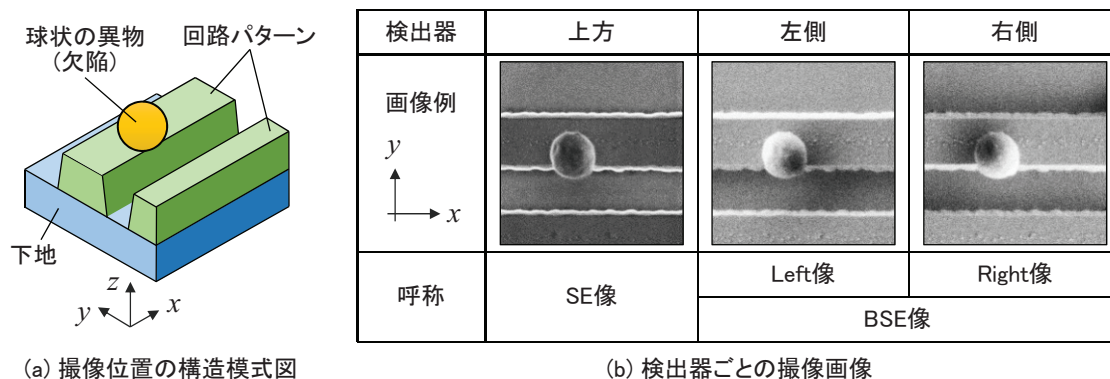 球状の異物
(欠陥)
回路パターン
下地
z
y
x
(a) 撮像位置の構造模式図
検出器
上方
左側
右側
画像例
y
x
呼称
SE像
Left像
Right像
BSE像
(b) 検出器ごとの撮像画像